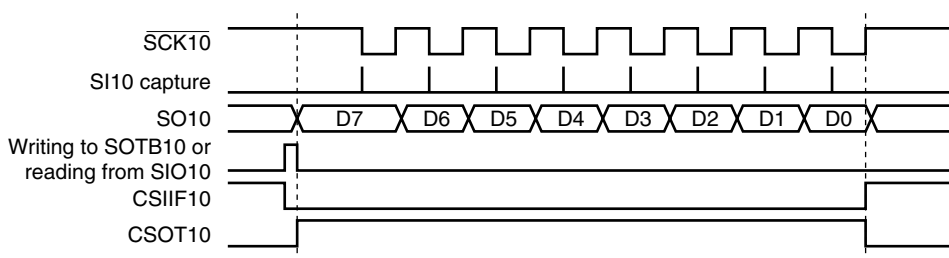 SCK10
SI10 capture
SO10 D7 D6 D5 D4 D3 D2 D1 D0
Writing to SOTB10 or
reading from SIO10
CSIIF10
CSOT10